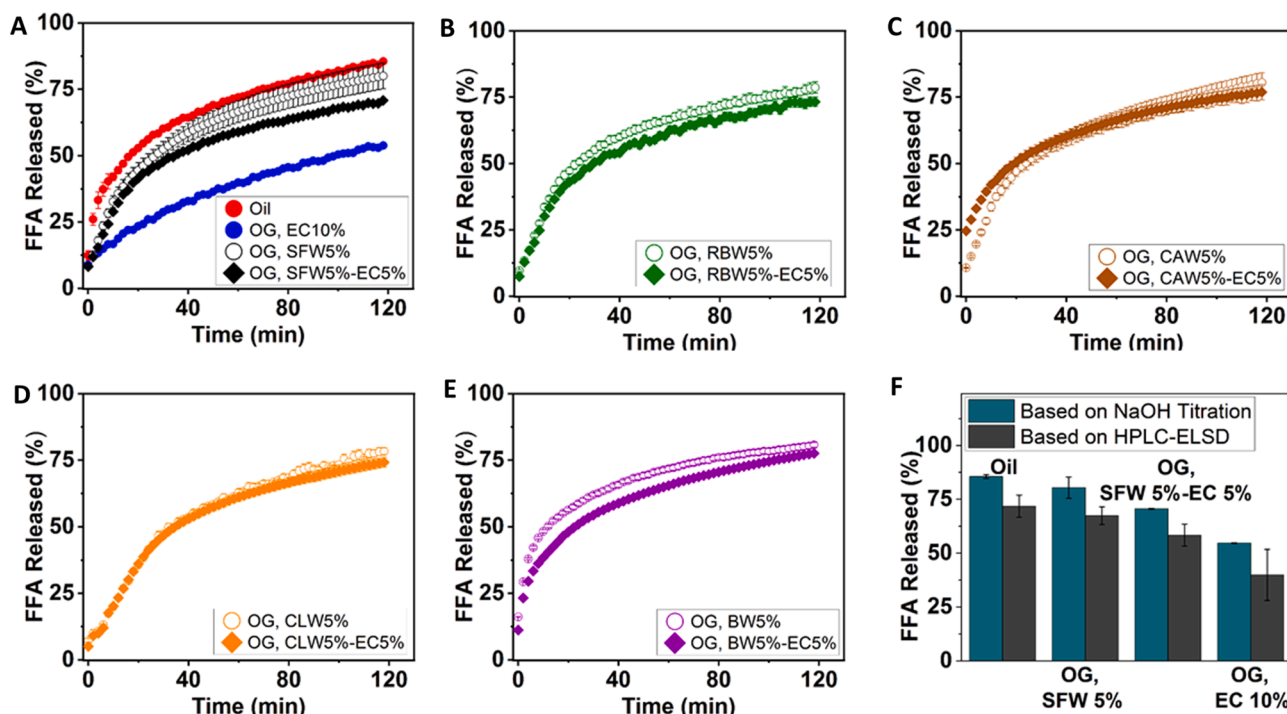 A
FFA Released (%)
100
75
50
25
0
Oil
OG, EC10%
OG, SFW5%
OG, SFW5%-EC5%
0 40 80 120
Time (min)
B
FFA Released (%)
100
75
50
25
0
OG, RBW5%
OG, RBW5%-EC5%
0 40 80 120
Time (min)
C
FFA Released (%)
100
75
50
25
0
OG, CAW5%
OG, CAW5%-EC5%
0 40 80 120
Time (min)
D
FFA Released (%)
100
75
50
25
0
OG, CLW5%
OG, CLW5%-EC5%
0 40 80 120
Time (min)
E
FFA Released (%)
100
75
50
25
0
OG, BW5%
OG, BW5%-EC5%
0 40 80 120
Time (min)
F
Based on NaOH Titration
Based on HPLC-ELSD
FFA Released (%)
100
75
50
25
0
Oil
OG,
SFW 5%-EC 5%
OG,
SFW 5%
OG,
EC 10%